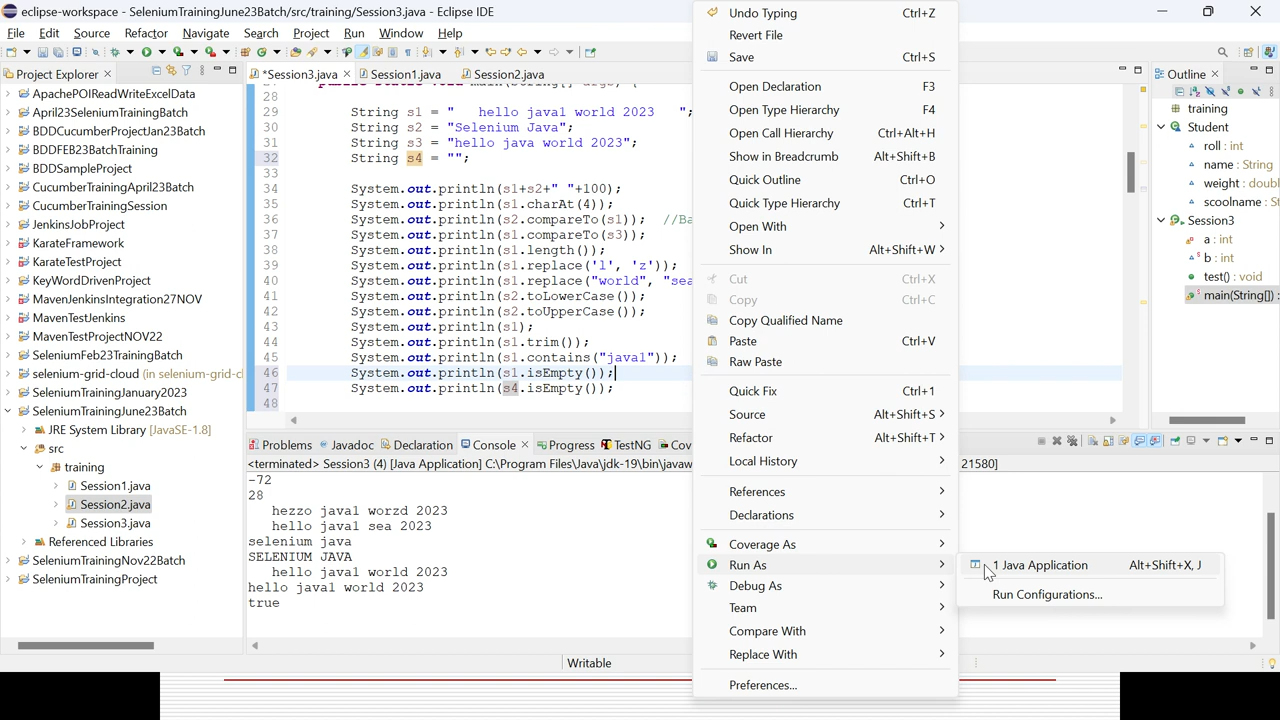 eclipse-workspace - SeleniumTrainingJune23Batch/src/training/Session3.java - Eclipse IDE
File Edit Source Refactor Navigate Search Project Run Window Help
Project Explorer
ApachePOIReadWriteExcelData
April23SeleniumTrainingBatch
BDDCucumberProjectJan23Batch
BDDFEB23BatchTraining
BDDSampleProject
CucumberTrainingApril23Batch
CucumberTrainingSession
JenkinsJobProject
KarateFramework
KarateTestProject
KeyWordDrivenProject
MavenJenkinsIntegration27NOV
MavenTestJenkins
MavenTestProjectNOV22
SeleniumFeb23TrainingBatch
selenium-grid-cloud (in selenium-grid-c
SeleniumTrainingJanuary2023
SeleniumTrainingJune23Batch
JRE System Library [JavaSE-1.8]
src
training
Session1.java
Session2.java
Session3.java
Referenced Libraries
SeleniumTrainingNov22Batch
SeleniumTrainingProject
*Session3.java Session1.java Session2.java
28
29 String s1 = "   hello java1 world 2023   ";
30 String s2 = "Selenium Java";
31 String s3 = "hello java world 2023";
32 String s4 = "";
33
34 System.out.println(s1+s2+" "+100);
35 System.out.println(s1.charAt(4));
36 System.out.println(s2.compareTo(s1)); //Ba
37 System.out.println(s1.compareTo(s3));
38 System.out.println(s1.length());
39 System.out.println(s1.replace('l', 'z'));
40 System.out.println(s1.replace("world", "sea
41 System.out.println(s2.toLowerCase());
42 System.out.println(s2.toUpperCase());
43 System.out.println(s1);
44 System.out.println(s1.trim());
45 System.out.println(s1.contains("java1"));
46 System.out.println(s1.isEmpty());
47 System.out.println(s4.isEmpty());
48
Problems Javadoc Declaration Console Progress TestNG Cov
<terminated> Session3 (4) [Java Application] C:\Program Files\Java\jdk-19\bin\javaw 21580]
-72
28
hezzo java1 worzd 2023
hello java1 sea 2023
selenium java
SELENIUM JAVA
hello java1 world 2023
hello java1 world 2023
true
Writable
Undo Typing Ctrl+Z
Revert File
Save Ctrl+S
Open Declaration F3
Open Type Hierarchy F4
Open Call Hierarchy Ctrl+Alt+H
Show in Breadcrumb Alt+Shift+B
Quick Outline Ctrl+O
Quick Type Hierarchy Ctrl+T
Open With
Show In Alt+Shift+W
Cut Ctrl+X
Copy Ctrl+C
Copy Qualified Name
Paste Ctrl+V
Raw Paste
Quick Fix Ctrl+1
Source Alt+Shift+S
Refactor Alt+Shift+T
Local History
References
Declarations
Coverage As
Run As
Debug As
Team
Compare With
Replace With
Preferences...
1 Java Application Alt+Shift+X, J
Run Configurations...
Outline
training
Student
roll : int
name : String
weight : doubl
scoolname : St
Session3
a : int
b : int
test() : void
main(String[]) :